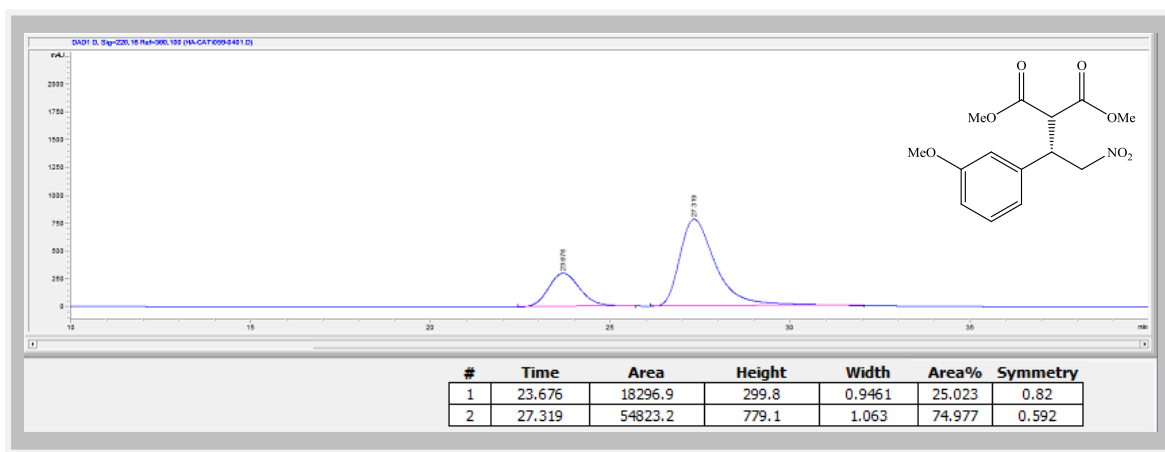 DAD1 D, Sig=220,16 Ref=360,100 (HA-CAT\059-0401.D)
mAU
2000
1750
1500
1250
1000
750
500
250
0
23.676
27.319
10
15
20
25
30
35
min
O O
MeO OMe
MeO NO2
# Time Area Height Width Area% Symmetry
1 23.676 18296.9 299.8 0.9461 25.023 0.82
2 27.319 54823.2 779.1 1.063 74.977 0.592